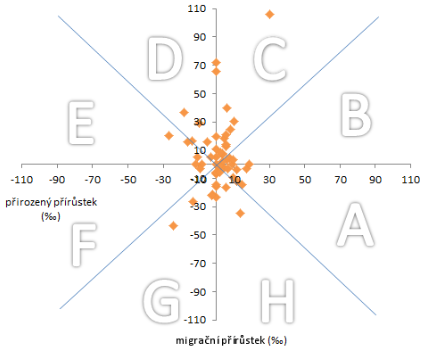 110
90
70
50
30
10
-10
-30
-50
-70
-90
-110
-110 -90 -70 -50 -30 -10 10 30 50 70 90 110
D C
E B
F A
G H
přirozený přírůstek
(‰)
migrační přírůstek (‰)